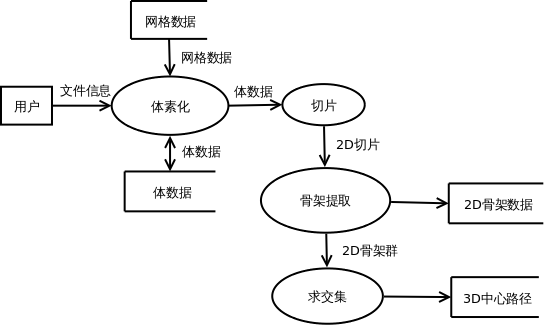 网格数据
网格数据
文件信息
用户
体素化
体数据
切片
体数据
2D切片
体数据
骨架提取
2D骨架数据
2D骨架群
求交集
3D中心路径